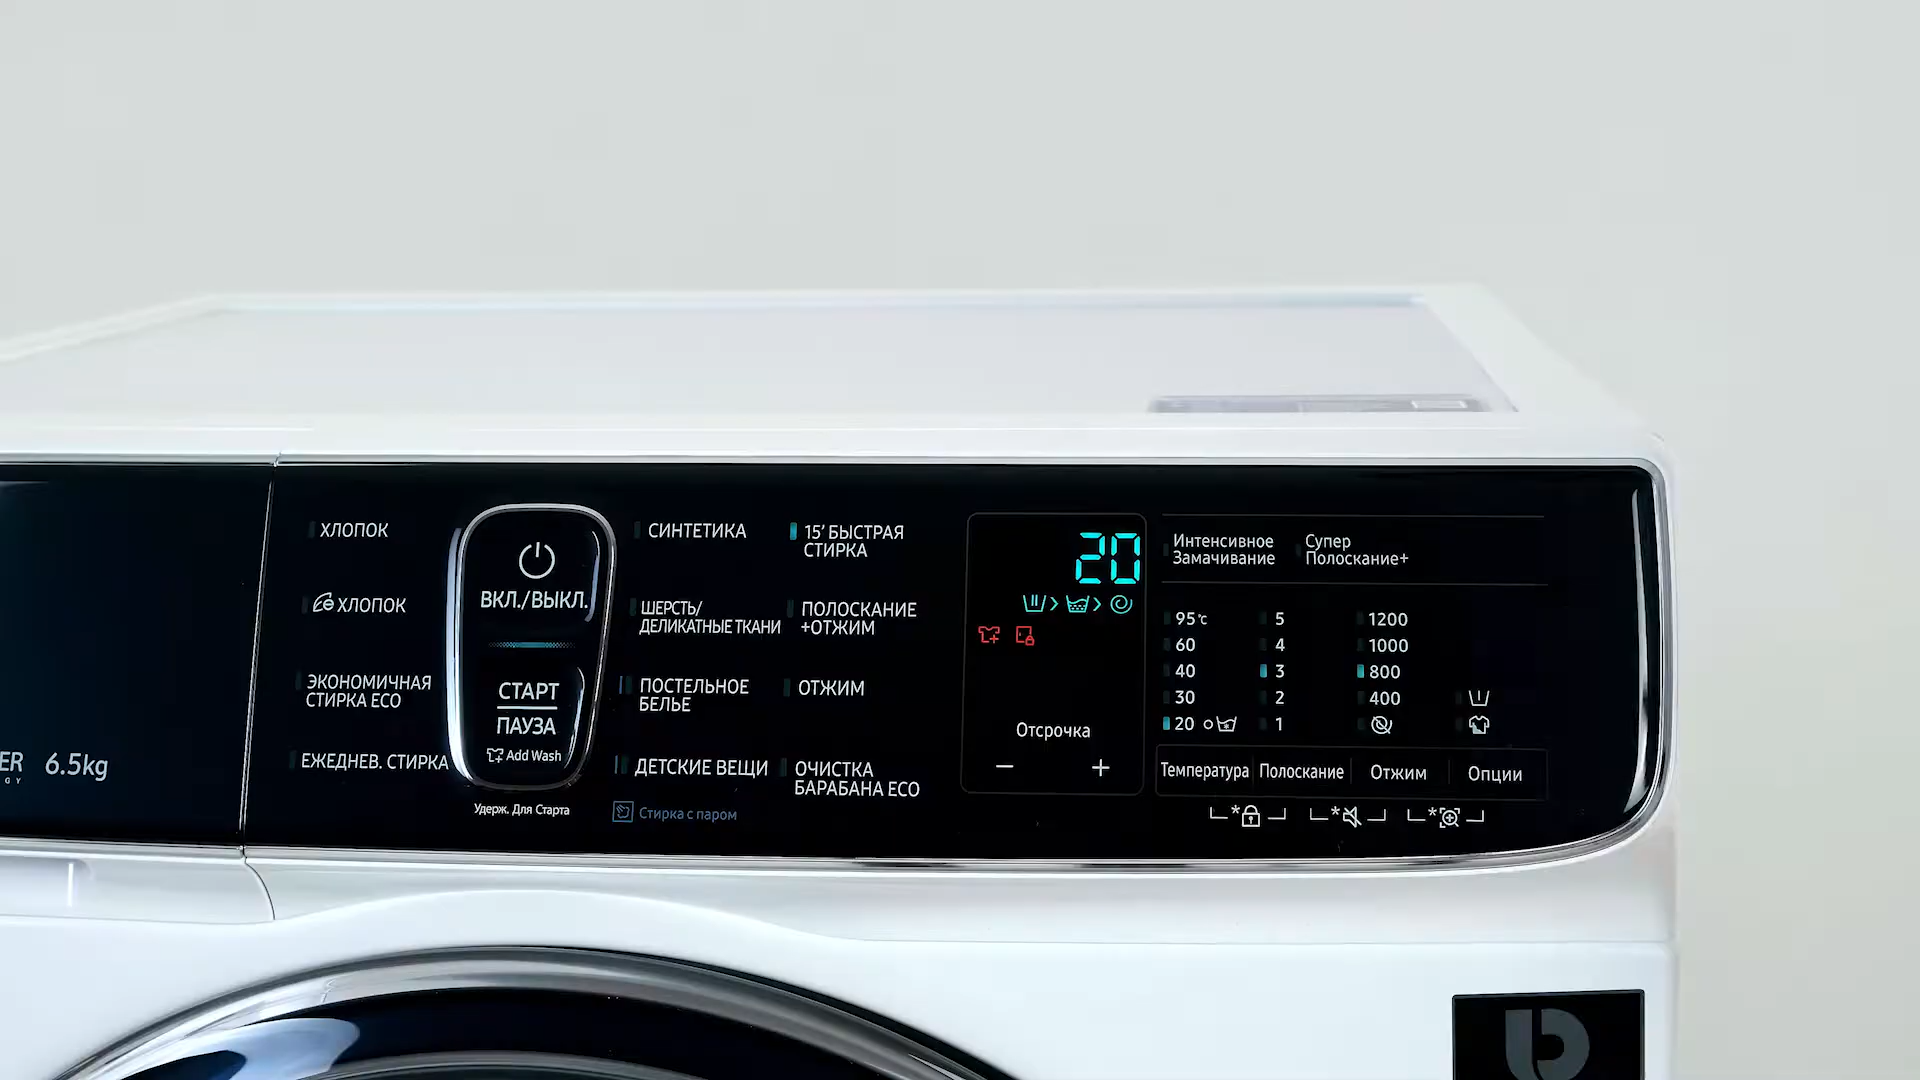 ER
G Y
6.5kg
ХЛОПОК
ХЛОПОК
ЭКОНОМИЧНАЯ
СТИРКА ECO
ЕЖЕДНЕВ. СТИРКА
ВКЛ./ВЫКЛ.
СТАРТ
ПАУЗА
Add Wash
Удерж. Для Старта
СИНТЕТИКА
ШЕРСТЬ/
ДЕЛИКАТНЫЕ ТКАНИ
ПОСТЕЛЬНОЕ
БЕЛЬЕ
ДЕТСКИЕ ВЕЩИ
Стирка с паром
15' БЫСТРАЯ
СТИРКА
ПОЛОСКАНИЕ
+ОТЖИМ
ОТЖИМ
ОЧИСТКА
БАРАБАНА ECO
20
Отсрочка
− +
Интенсивное
Замачивание
Супер
Полоскание+
95℃ 5 1200
60 4 1000
40 3 800
30 2 400
20 1
Температура Полоскание Отжим Опции
* * *